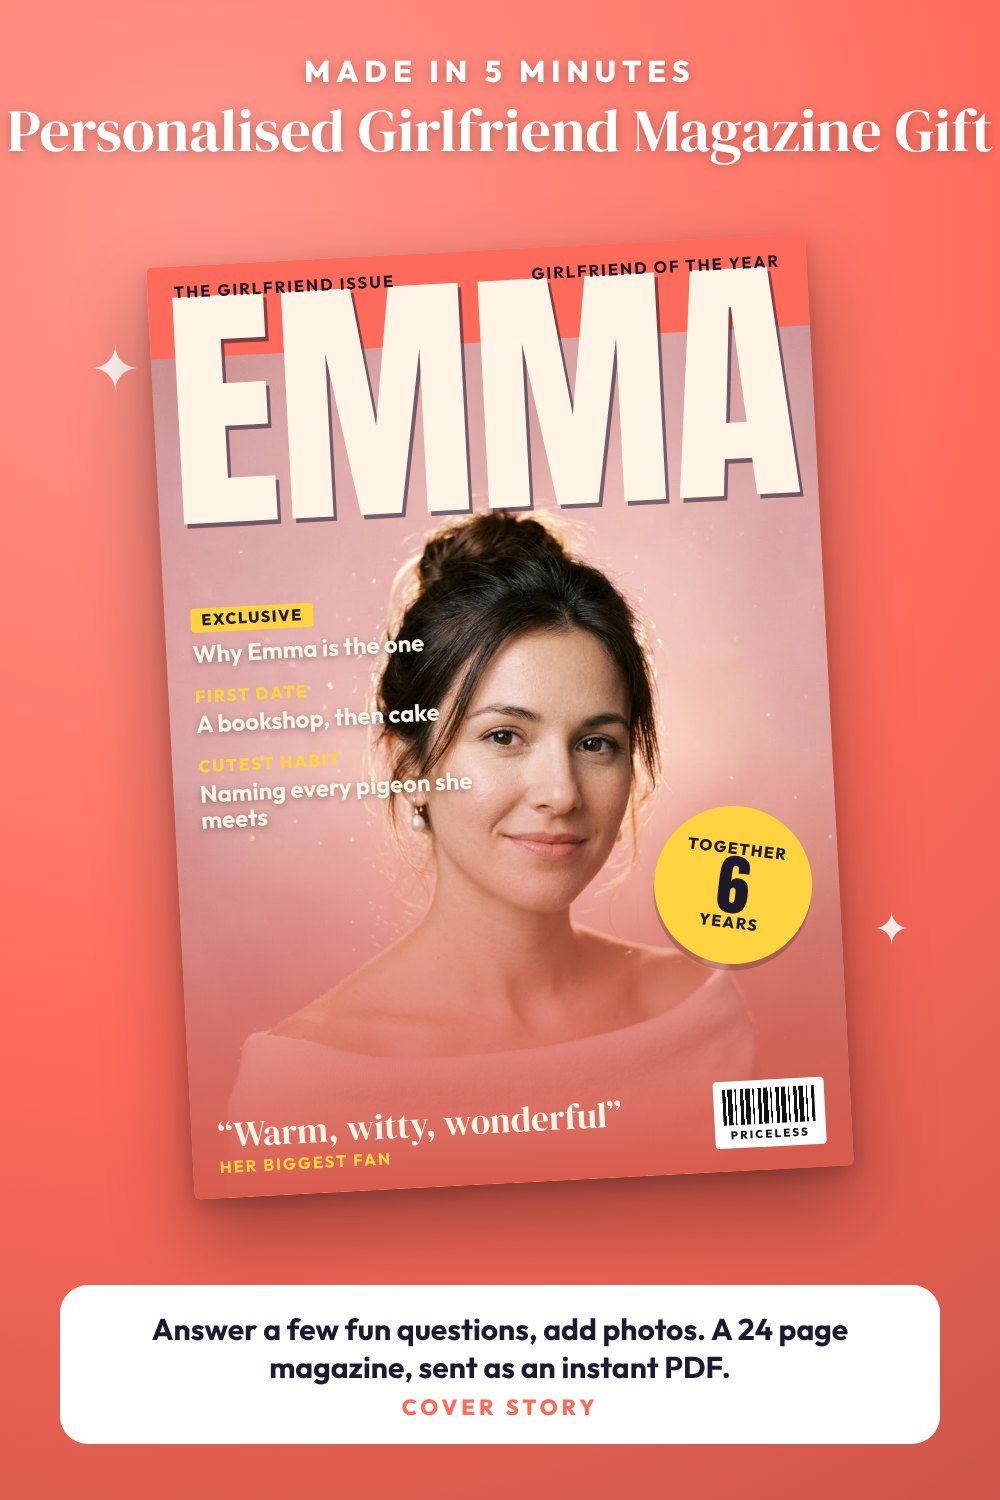 MADE IN 5 MINUTES
Personalised Girlfriend Magazine Gift
THE GIRLFRIEND ISSUE
GIRLFRIEND OF THE YEAR
EMMA
EXCLUSIVE
Why Emma is the one
FIRST DATE
A bookshop, then cake
CUTEST HABIT
Naming every pigeon she
meets
TOGETHER
6
YEARS
“Warm, witty, wonderful”
HER BIGGEST FAN
PRICELESS
Answer a few fun questions, add photos. A 24 page
magazine, sent as an instant PDF.
COVER STORY